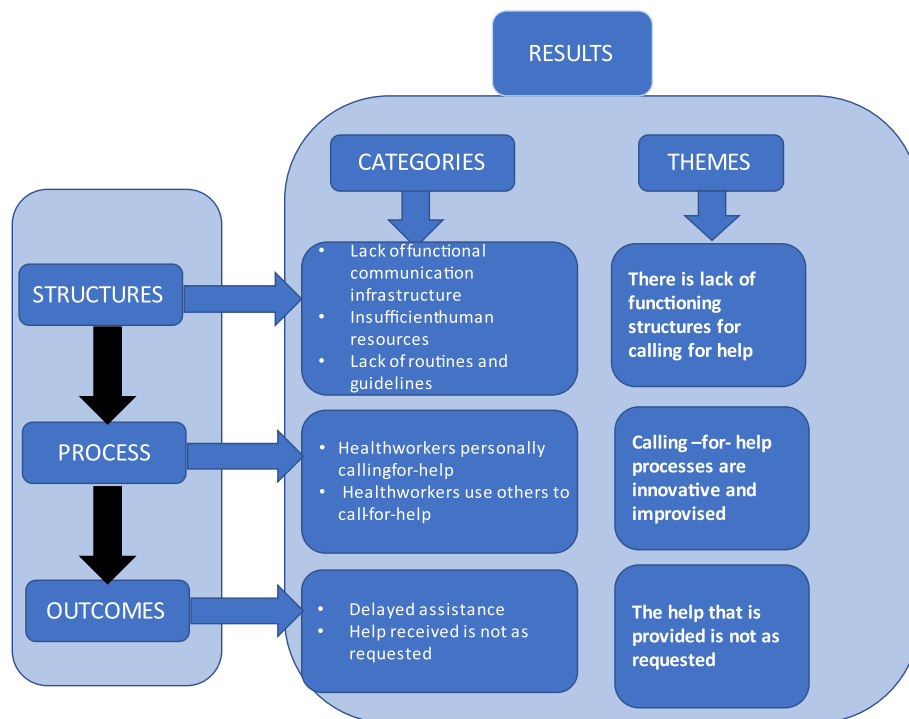 RESULTS
CATEGORIES
THEMES
STRUCTURES
• Lack of functional
communication
infrastructure
• Insufficienthuman
resources
• Lack of routines and
guidelines
There is lack of
functioning
structures for
calling for help
PROCESS
• Healthworkers personally
callingfor-help
• Healthworkers use others to
call-for-help
Calling –for- help
processes are
innovative and
improvised
OUTCOMES
• Delayed assistance
• Help received is not as
requested
The help that is
provided is not as
requested